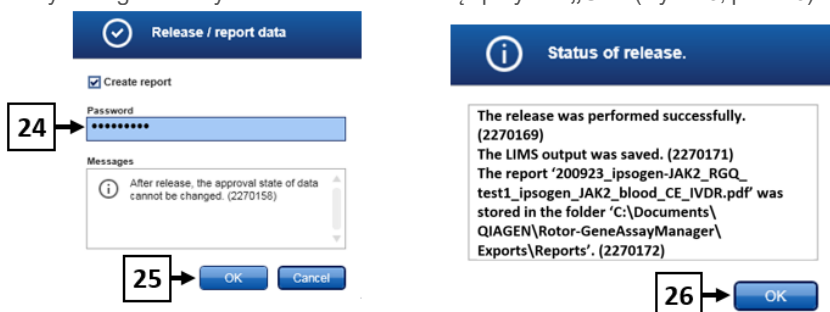 Release / report data
Create report
Password
24
Messages
After release, the approval state of data
cannot be changed. (2270158)
25
OK
Cancel
Status of release.
The release was performed successfully.
(2270169)
The LIMS output was saved. (2270171)
The report ‘200923_ipsogen-JAK2_RGQ_
test1_ipsogen_JAK2_blood_CE_IVDR.pdf’ was
stored in the folder ‘C:\Documents\
QIAGEN\Rotor-GeneAssayManager\
Exports\Reports’. (2270172)
26
OK